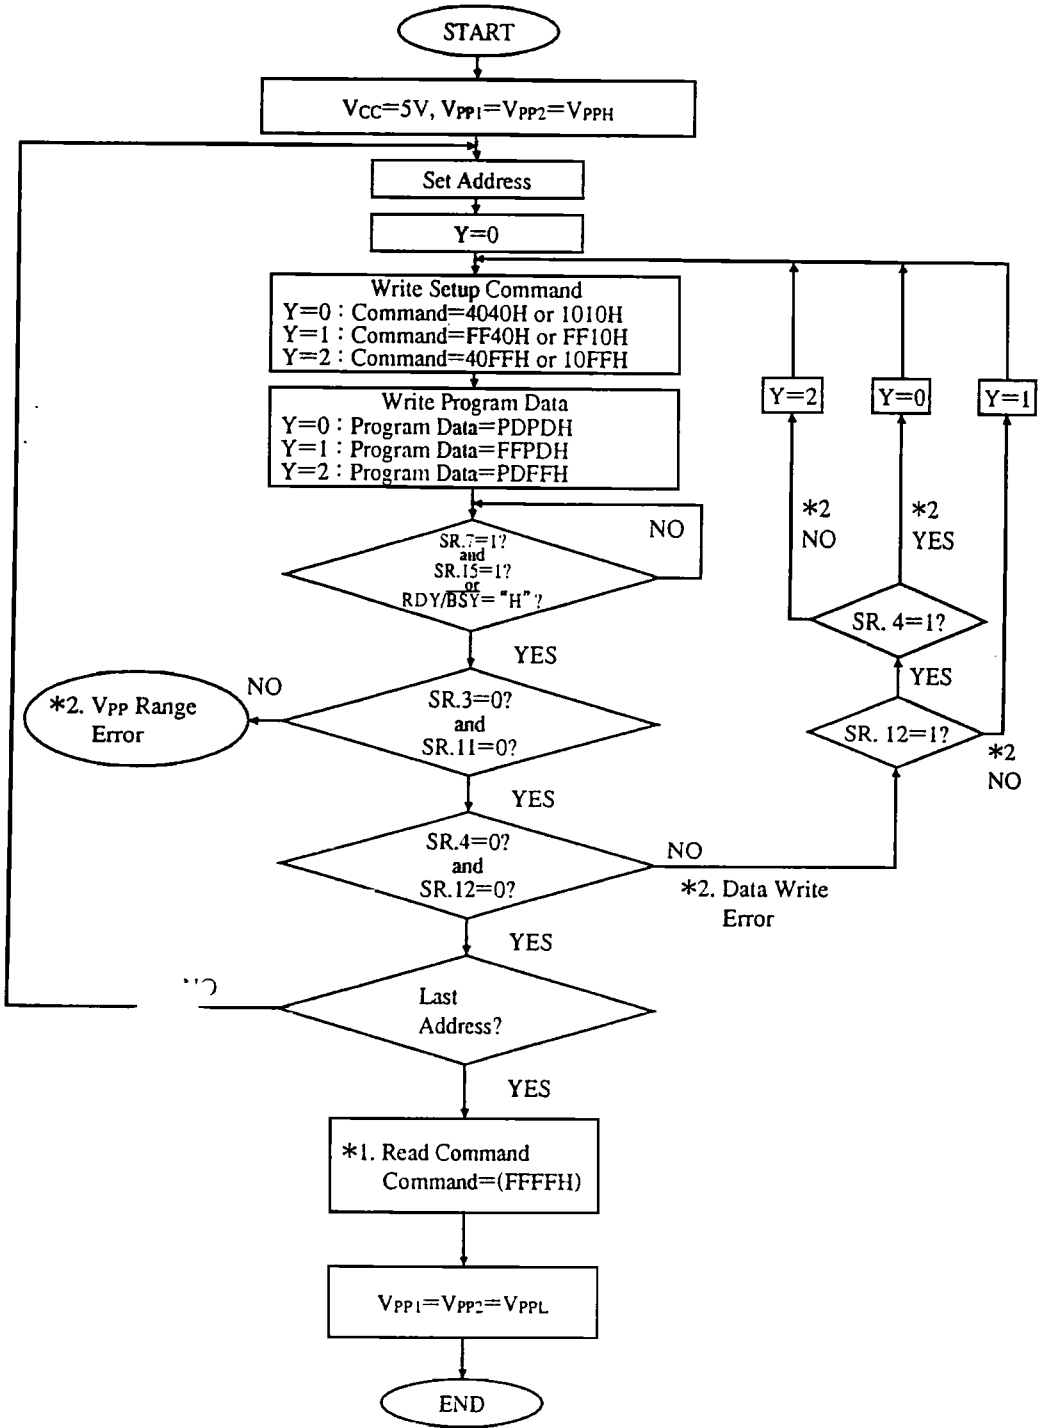 START
VCC=5V, VPP1=VPP2=VPPH
Set Address
Y=0
Write Setup Command
Y=0 : Command=4040H or 1010H
Y=1 : Command=FF40H or FF10H
Y=2 : Command=40FFH or 10FFH
Write Program Data
Y=0 : Program Data=PDPDH
Y=1 : Program Data=FFPDH
Y=2 : Program Data=PDFFH
Y=2
Y=0
Y=1
*2
NO
*2
YES
NO
SR.7=1?
and
SR.15=1?
or
RDY/BSY= "H" ?
SR. 4=1?
YES
YES
NO
*2. VPP Range
Error
SR.3=0?
and
SR.11=0?
SR. 12=1?
*2
NO
YES
SR.4=0?
and
SR.12=0?
NO
*2. Data Write
Error
YES
NO
Last
Address?
YES
*1. Read Command
Command=(FFFFH)
VPP1=VPP2=VPPL
END